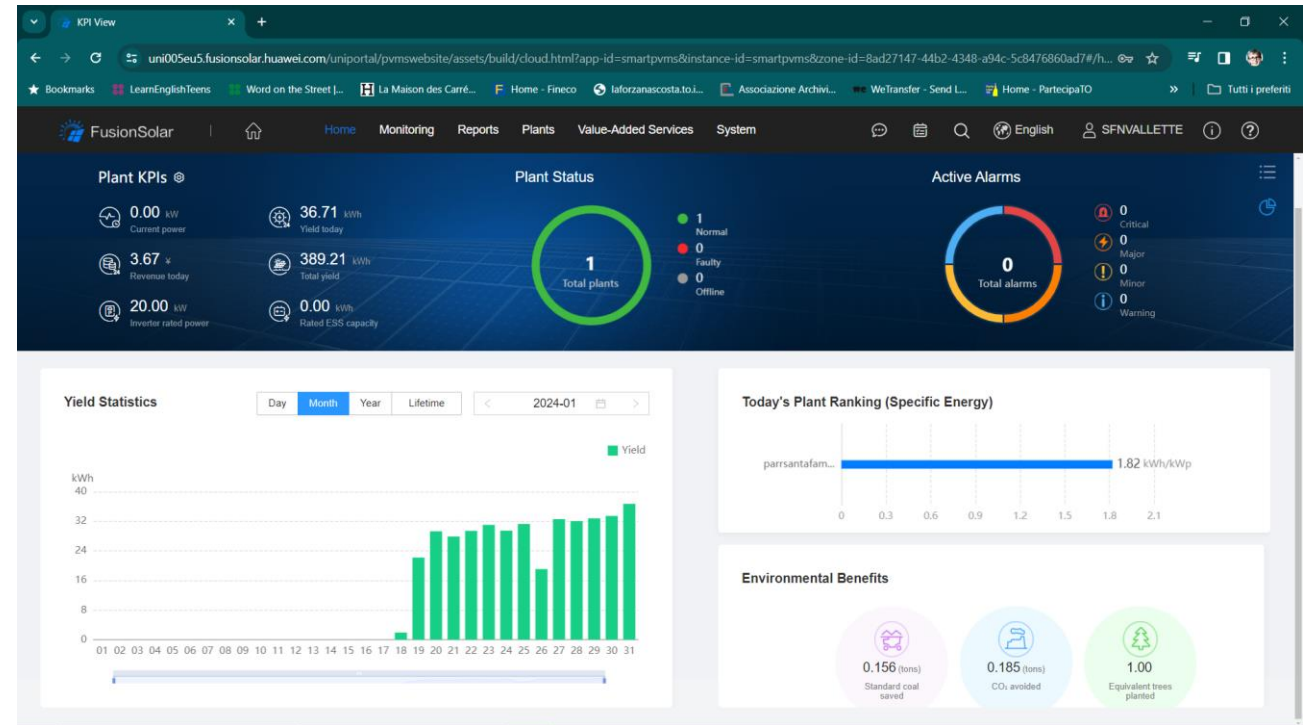 KPI View
uni005eu5.fusionsolar.huawei.com/uniportal/pvmswebsite/assets/build/cloud.html?app-id=smartpvms&instance-id=smartpvms&zone-id=8ad27147-44b2-4348-a94c-5c8476860ad7#/h...
Bookmarks LearnEnglishTeens Word on the Street |... La Maison des Carré... Home - Fineco laforzanascosta.to.i... Associazione Archivi... WeTransfer - Send L... Home - PartecipaTO » Tutti i preferiti
FusionSolar Home Monitoring Reports Plants Value-Added Services System English SFNVALLETTE
Plant KPIs
0.00 kW
Current power
36.71 kWh
Yield today
3.67 ¥
Revenue today
389.21 kWh
Total yield
20.00 kW
Inverter rated power
0.00 kWh
Rated ESS capacity
Plant Status
1
Total plants
1
Normal
0
Faulty
0
Offline
Active Alarms
0
Total alarms
0
Critical
0
Major
0
Minor
0
Warning
Yield Statistics
Day Month Year Lifetime
< 2024-01 >
Yield
kWh
40
32
24
16
8
0
01 02 03 04 05 06 07 08 09 10 11 12 13 14 15 16 17 18 19 20 21 22 23 24 25 26 27 28 29 30 31
Today's Plant Ranking (Specific Energy)
parrsantafam...
1.82 kWh/kWp
0 0.3 0.6 0.9 1.2 1.5 1.8 2.1
Environmental Benefits
0.156 (tons)
Standard coal
saved
0.185 (tons)
CO₂ avoided
1.00
Equivalent trees
planted